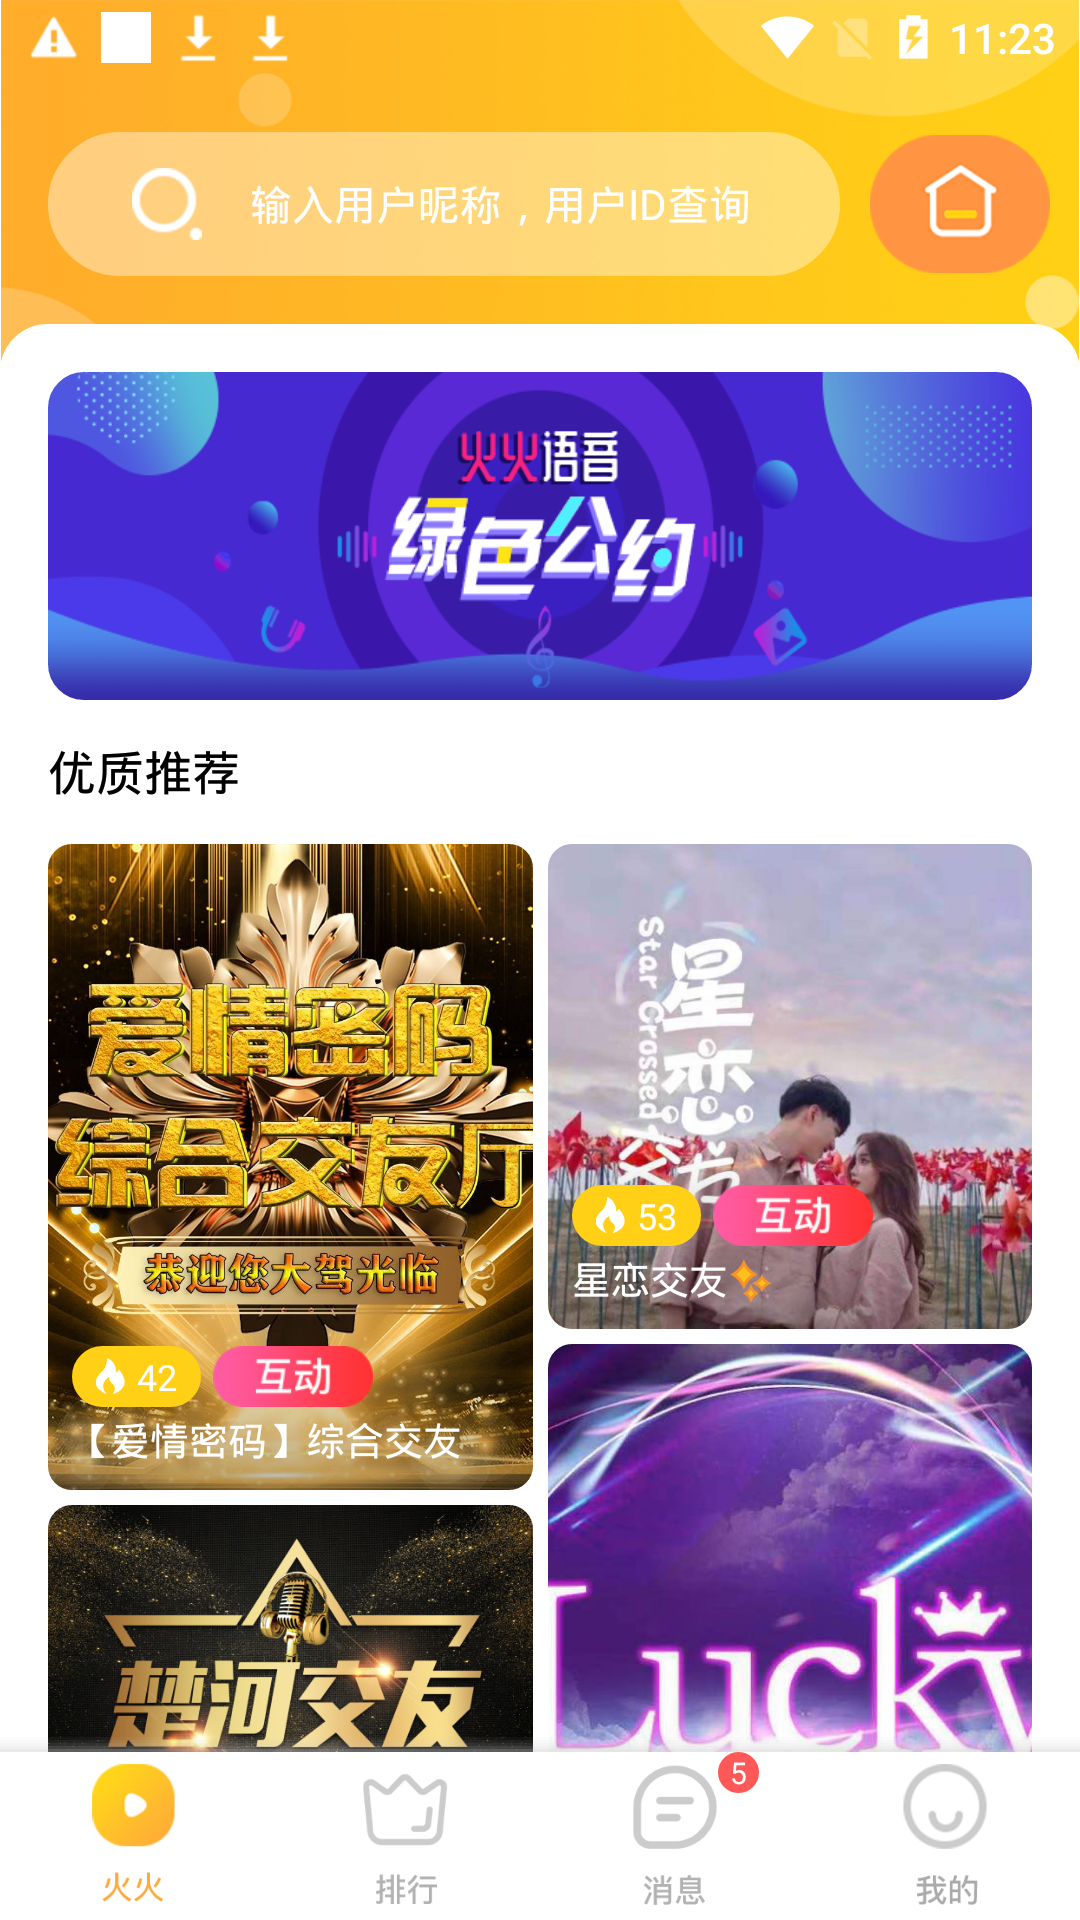 11:23
输入用户昵称，用户ID查询
火火语音
绿色公约
优质推荐
爱情密码
综合交友厅
恭迎您大驾光临
42
互动
【爱情密码】综合交友
星恋
Star Crossed
53
互动
星恋交友✨
楚河交友
Lucky
火火
排行
5
消息
我的